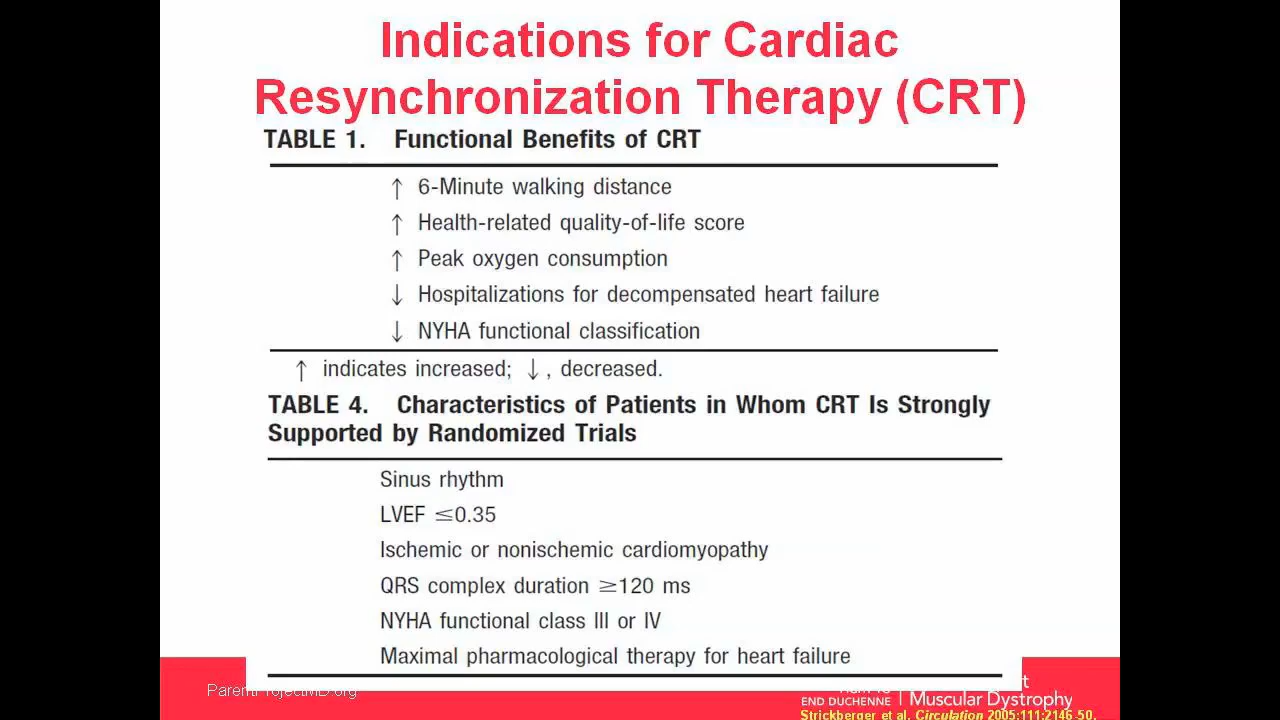 Indications for Cardiac
Resynchronization Therapy (CRT)
TABLE 1. Functional Benefits of CRT
↑ 6-Minute walking distance
↑ Health-related quality-of-life score
↑ Peak oxygen consumption
↓ Hospitalizations for decompensated heart failure
↓ NYHA functional classification
↑ indicates increased; ↓, decreased.
TABLE 4. Characteristics of Patients in Whom CRT Is Strongly
Supported by Randomized Trials
Sinus rhythm
LVEF ≦0.35
Ischemic or nonischemic cardiomyopathy
QRS complex duration ≧120 ms
NYHA functional class III or IV
Maximal pharmacological therapy for heart failure
END DUCHENNE | Muscular Dystrophy
Strickberger et al. Circulation 2005;111;2146-50.